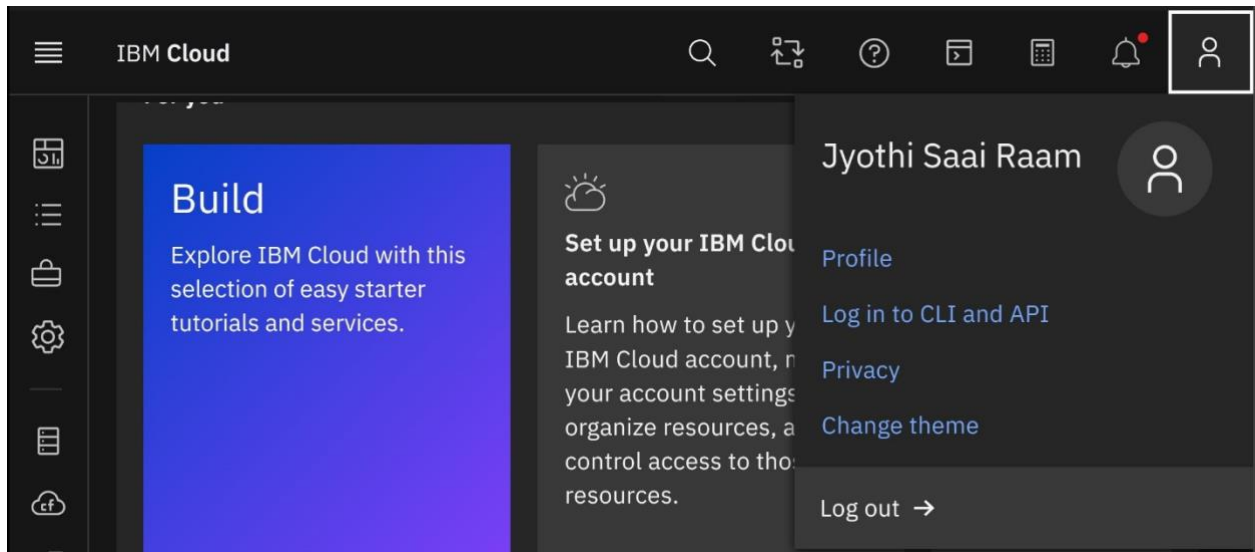 IBM Cloud
For you
Build
Explore IBM Cloud with this
selection of easy starter
tutorials and services.
Set up your IBM Clou
account
Learn how to set up y
IBM Cloud account,
your account settings
organize resources, a
control access to tho
resources.
Jyothi Saai Raam
Profile
Log in to CLI and API
Privacy
Change theme
Log out →